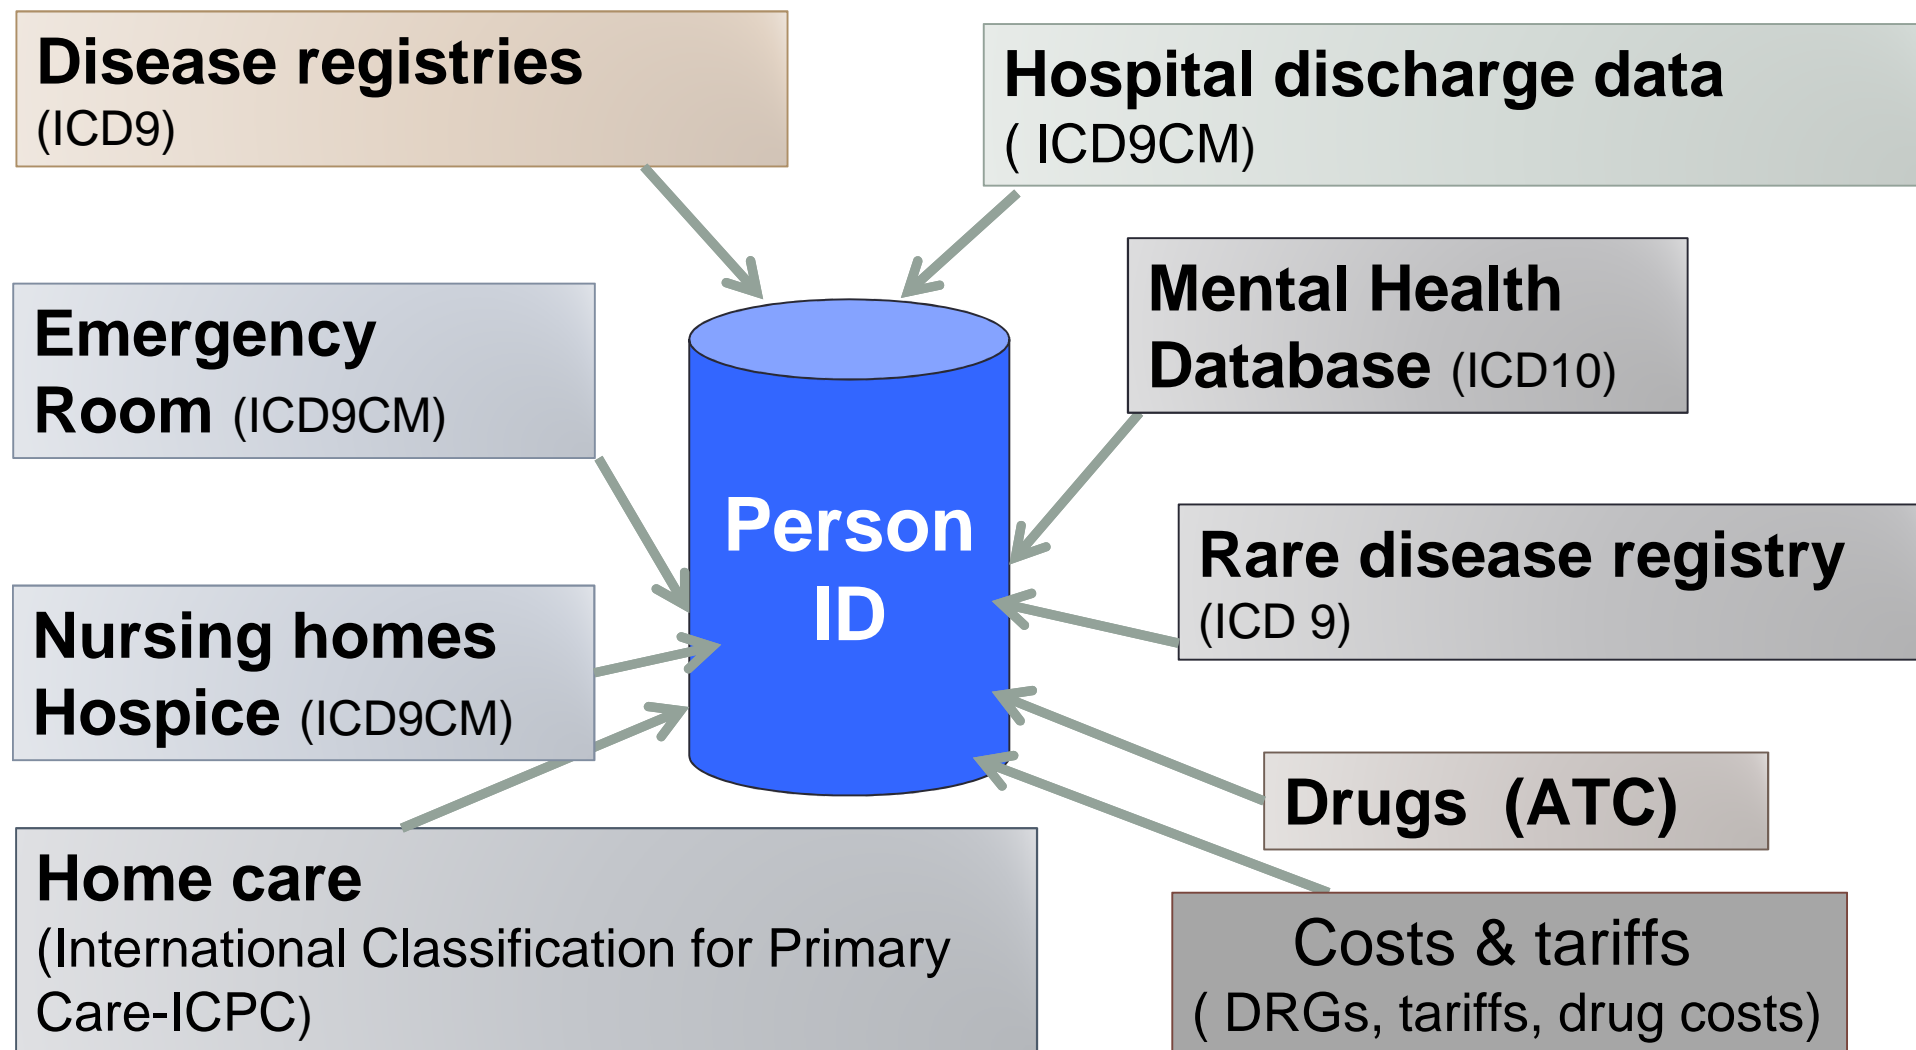 Disease registries
(ICD9)
Hospital discharge data
( ICD9CM)
Emergency
Room (ICD9CM)
Mental Health
Database (ICD10)
Person
ID
Nursing homes
Hospice (ICD9CM)
Rare disease registry
(ICD 9)
Drugs  (ATC)
Home care
(International Classification for Primary
Care-ICPC)
Costs & tariffs
( DRGs, tariffs, drug costs)